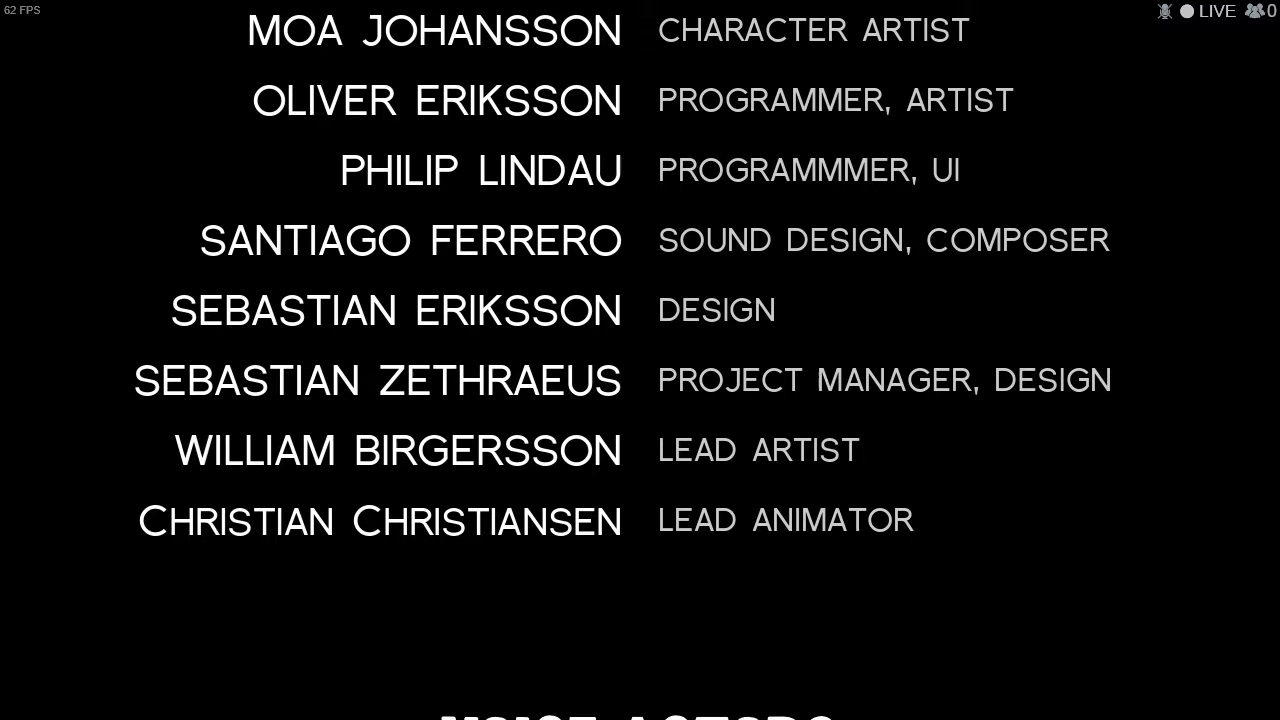 62 FPS
LIVE 0
MOA JOHANSSON CHARACTER ARTIST
OLIVER ERIKSSON PROGRAMMER, ARTIST
PHILIP LINDAU PROGRAMMMER, UI
SANTIAGO FERRERO SOUND DESIGN, COMPOSER
SEBASTIAN ERIKSSON DESIGN
SEBASTIAN ZETHRAEUS PROJECT MANAGER, DESIGN
WILLIAM BIRGERSSON LEAD ARTIST
CHRISTIAN CHRISTIANSEN LEAD ANIMATOR